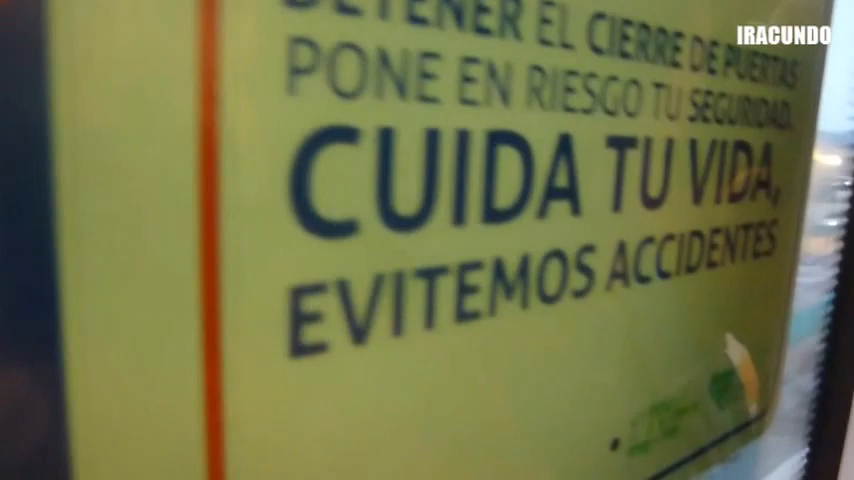 IRACUNDO
DETENER EL CIERRE DE PUERTAS
PONE EN RIESGO TU SEGURIDAD.
CUIDA TU VIDA,
EVITEMOS ACCIDENTES